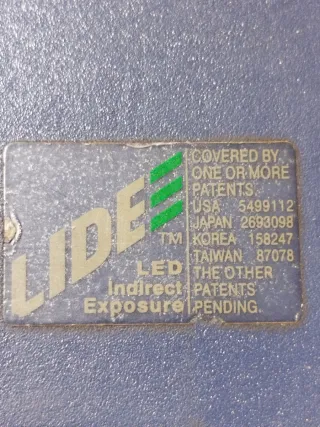 LIDE
TM
LED
Indirect
Exposure
COVERED BY
ONE OR MORE
PATENTS.
USA 5499112
JAPAN 2693098
KOREA 158247
TAIWAN 87078
THE OTHER
PATENTS
PENDING.